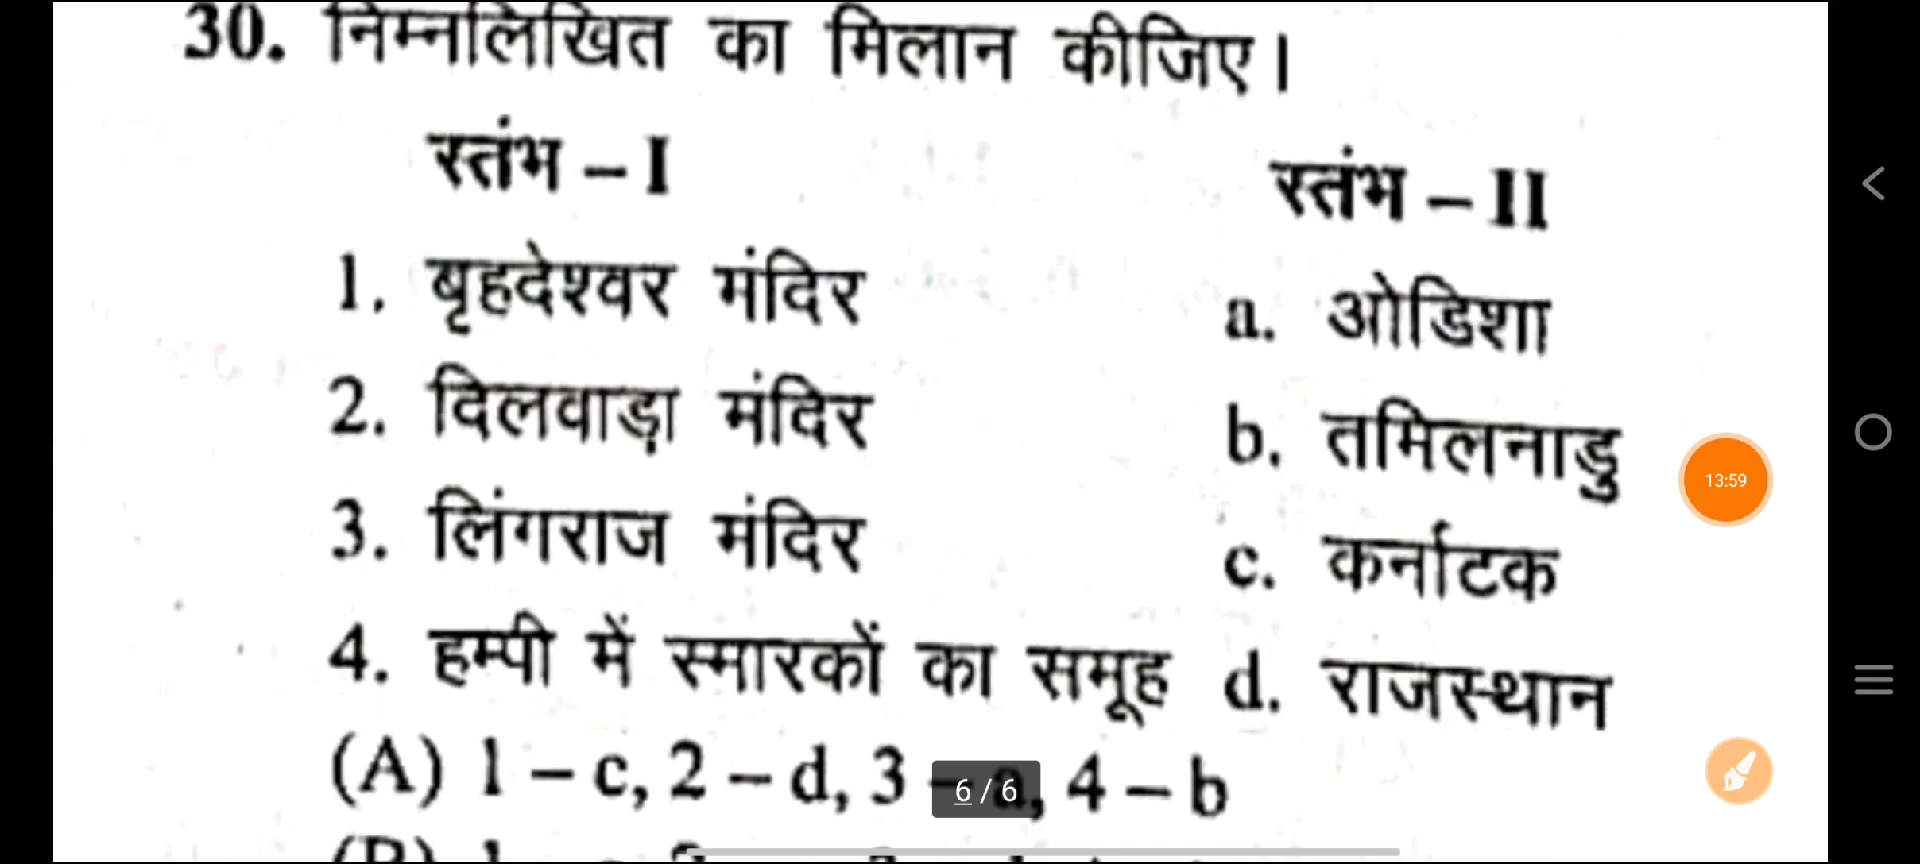 30. निम्नलिखित का मिलान कीजिए।
स्तंभ – I स्तंभ – II
1. बृहदेश्वर मंदिर a. ओडिशा
2. दिलवाड़ा मंदिर b. तमिलनाडु
13:59
3. लिंगराज मंदिर c. कर्नाटक
4. हम्पी में स्मारकों का समूह d. राजस्थान
(A) 1 – c, 2 – d, 3 – a, 4 – b
6 / 6